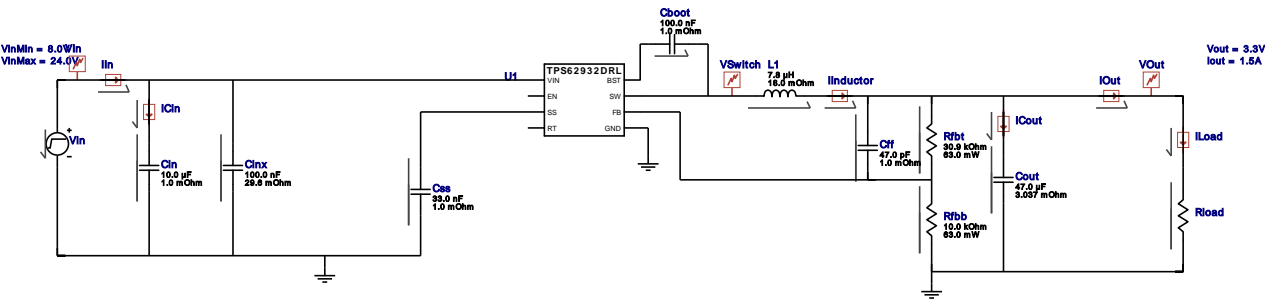 VinMin = 8.0V
VinMax = 24.0V
Vin
Iin
ICin
Vin
+
-
Cin
10.0 µF
1.0 mOhm
Cinx
100.0 nF
29.6 mOhm
Css
33.0 nF
1.0 mOhm
U1
TPS62932DRL
VIN
EN
SS
RT
BST
SW
FB
GND
Cboot
100.0 nF
1.0 mOhm
VSwitch
L1
7.8 µH
16.0 mOhm
IInductor
Cff
47.0 pF
1.0 mOhm
Rfbt
30.9 kOhm
63.0 mW
Rfbb
10.0 kOhm
63.0 mW
ICout
Cout
47.0 µF
3.037 mOhm
IOut
VOut
Vout = 3.3V
Iout = 1.5A
ILoad
Rload